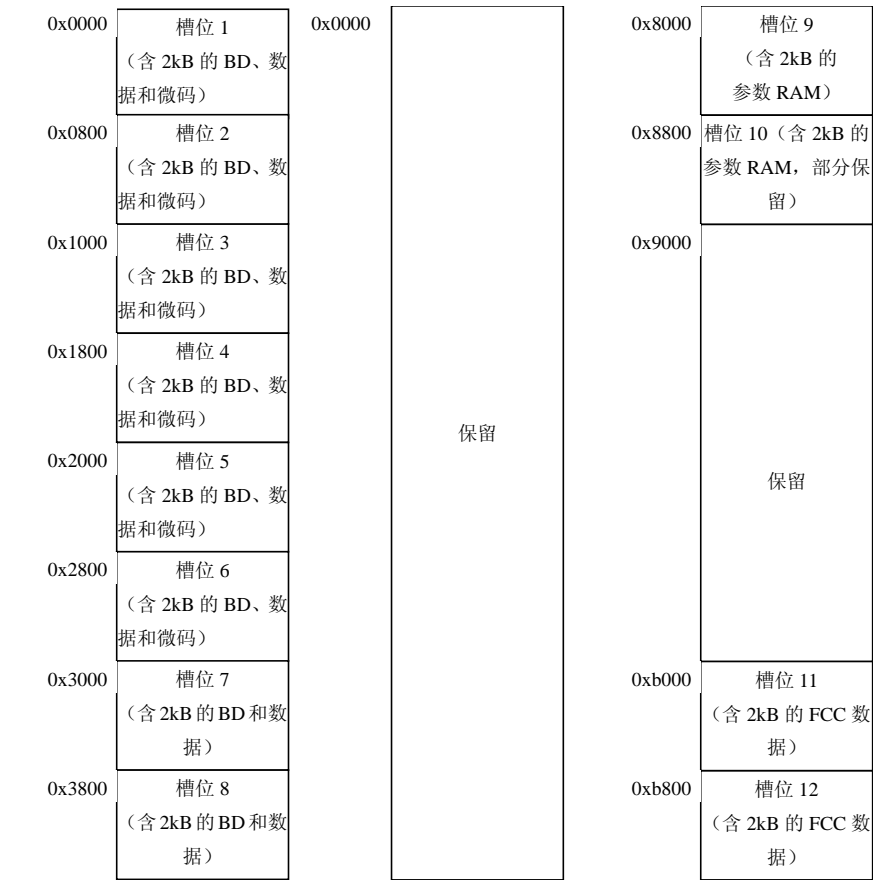 0x0000
槽位 1
（含 2kB 的 BD、数
据和微码）
0x0800
槽位 2
（含 2kB 的 BD、数
据和微码）
0x1000
槽位 3
（含 2kB 的 BD、数
据和微码）
0x1800
槽位 4
（含 2kB 的 BD、数
据和微码）
0x2000
槽位 5
（含 2kB 的 BD、数
据和微码）
0x2800
槽位 6
（含 2kB 的 BD、数
据和微码）
0x3000
槽位 7
（含 2kB 的 BD 和数
据）
0x3800
槽位 8
（含 2kB 的 BD 和数
据）
0x0000
保留
0x8000
槽位 9
（含 2kB 的
参数 RAM）
0x8800
槽位 10（含 2kB 的
参数 RAM，部分保
留）
0x9000
保留
0xb000
槽位 11
（含 2kB 的 FCC 数
据）
0xb800
槽位 12
（含 2kB 的 FCC 数
据）